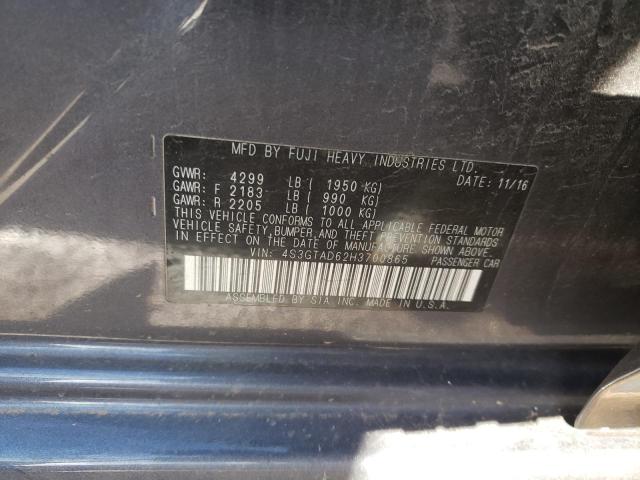 MFD BY FUJI HEAVY INDUSTRIES LTD.
GVWR: 4299 LB ( 1950 KG) DATE: 11/16
GAWR: F 2183 LB ( 990 KG)
GAWR: R 2205 LB ( 1000 KG)
THIS VEHICLE CONFORMS TO ALL APPLICABLE FEDERAL MOTOR
VEHICLE SAFETY, BUMPER, AND THEFT PREVENTION STANDARDS
IN EFFECT ON THE DATE OF MANUFACTURE SHOWN ABOVE.
VIN: 4S3GTAD62H3700865 PASSENGER CAR
ASSEMBLED BY SIA INC. MADE IN U.S.A.